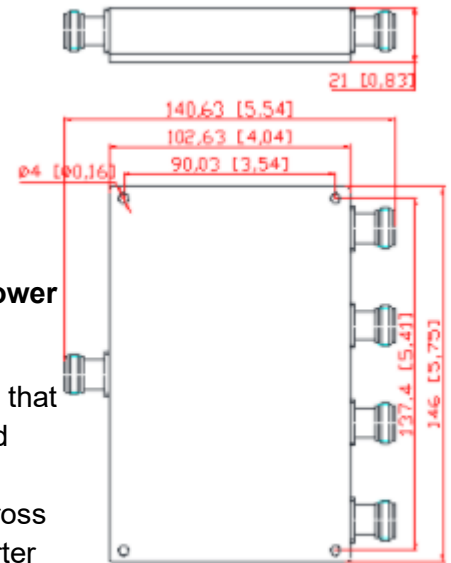 21 [0,83]
140,63 [5,54]
102,63 [4,04]
90,03 [3,54]
ø4 [ø0,16]
137,4 [5,41]
146 [5,75]
ower
that
d
ross
rter